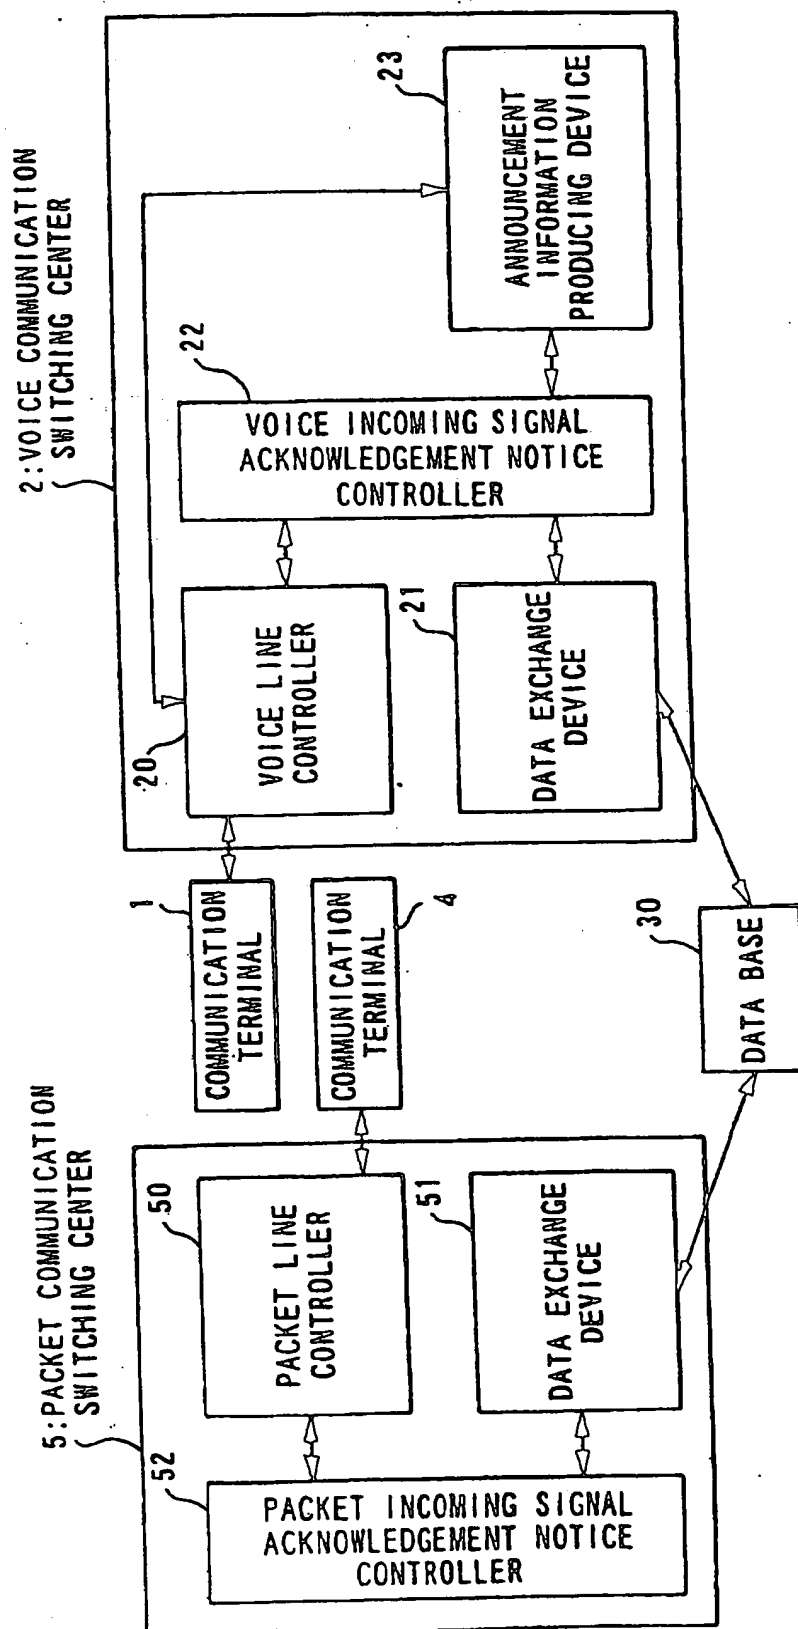 5:PACKET COMMUNICATION
SWITCHING CENTER
52
PACKET INCOMING SIGNAL
ACKNOWLEDGEMENT NOTICE
CONTROLLER
50
PACKET LINE
CONTROLLER
51
DATA EXCHANGE
DEVICE
1
COMMUNICATION
TERMINAL
COMMUNICATION
TERMINAL
4
30
DATA BASE
2:VOICE COMMUNICATION
SWITCHING CENTER
20
VOICE LINE
CONTROLLER
21
DATA EXCHANGE
DEVICE
22
VOICE INCOMING SIGNAL
ACKNOWLEDGEMENT NOTICE
CONTROLLER
23
ANNOUNCEMENT
INFORMATION
PRODUCING DEVICE